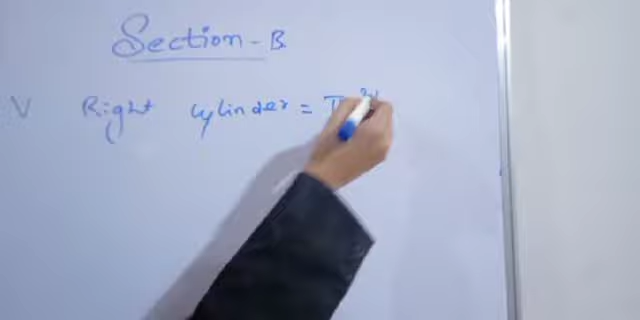 Section - B
V Right cylinder = π